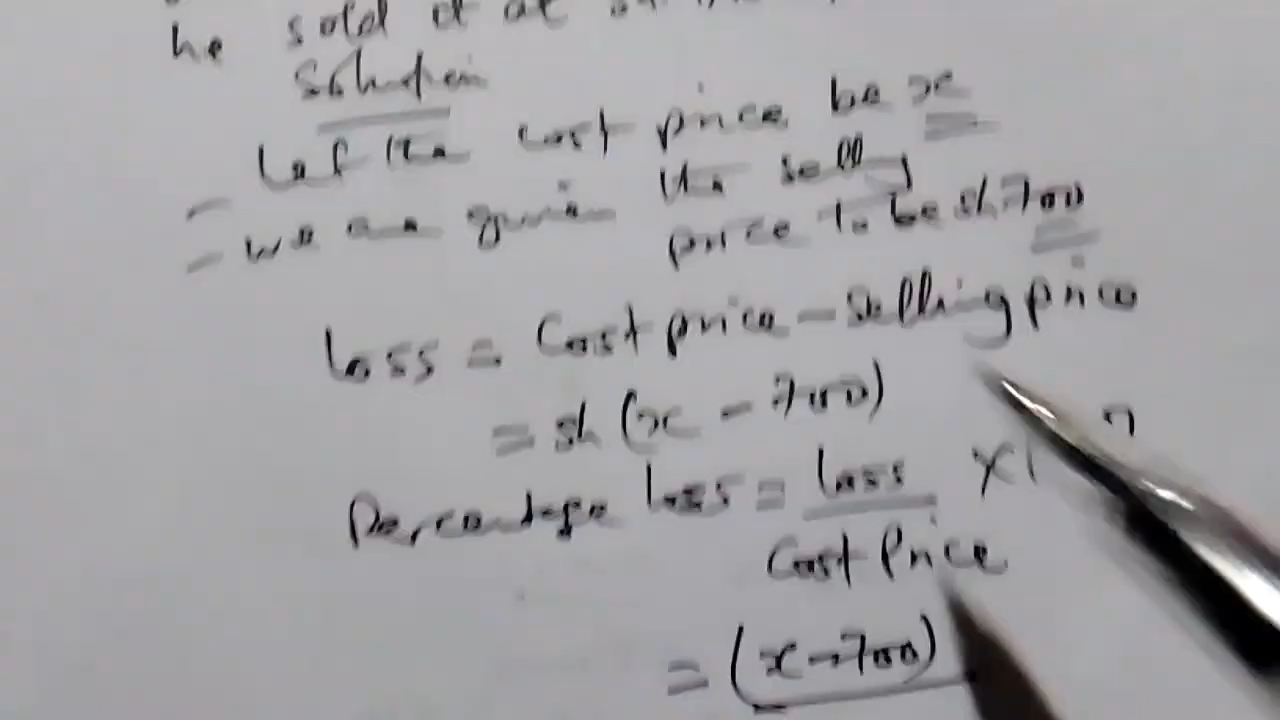 he sold it at
Solution
- Let the cost price be x
- we are given the selling
price to be sh 700
Loss = Cost price - Selling price
= sh (x - 700)
Percentage loss = loss X1
Cost Price
= (x - 700)